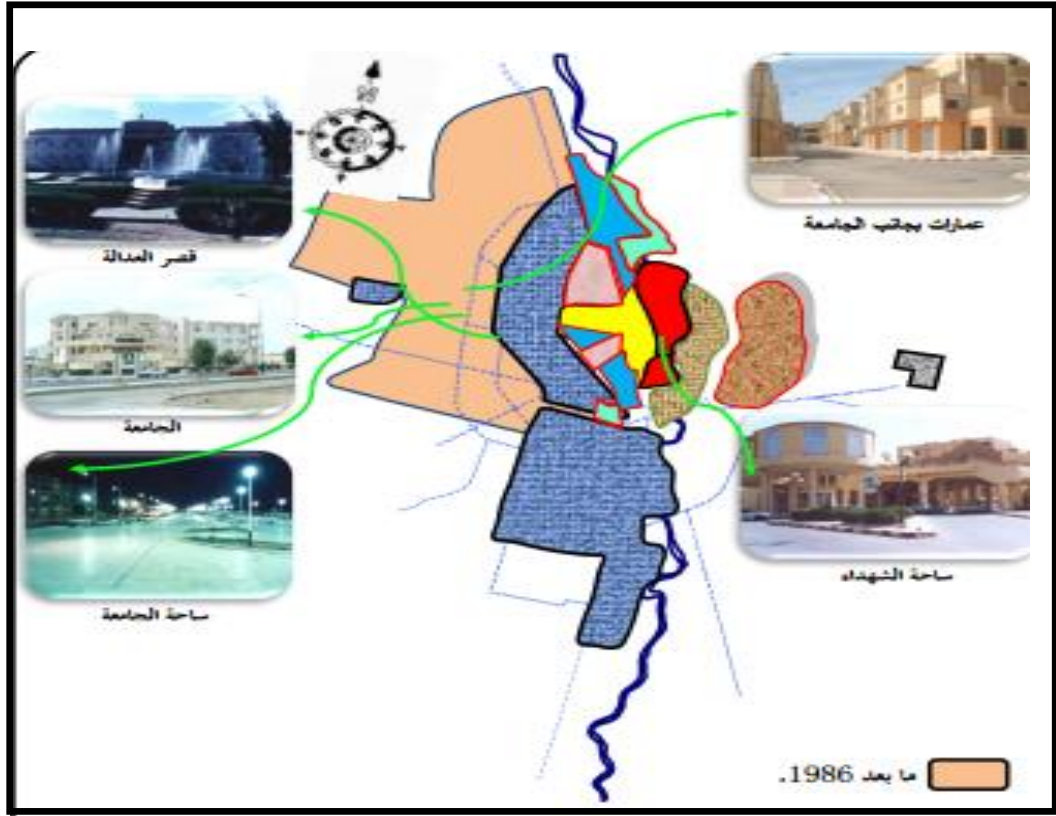 عمارات بجانب الجامعة
قصر العدالة
الجامعة
ساحة الجامعة
ساحة الشهداء
ما بعد 1986.